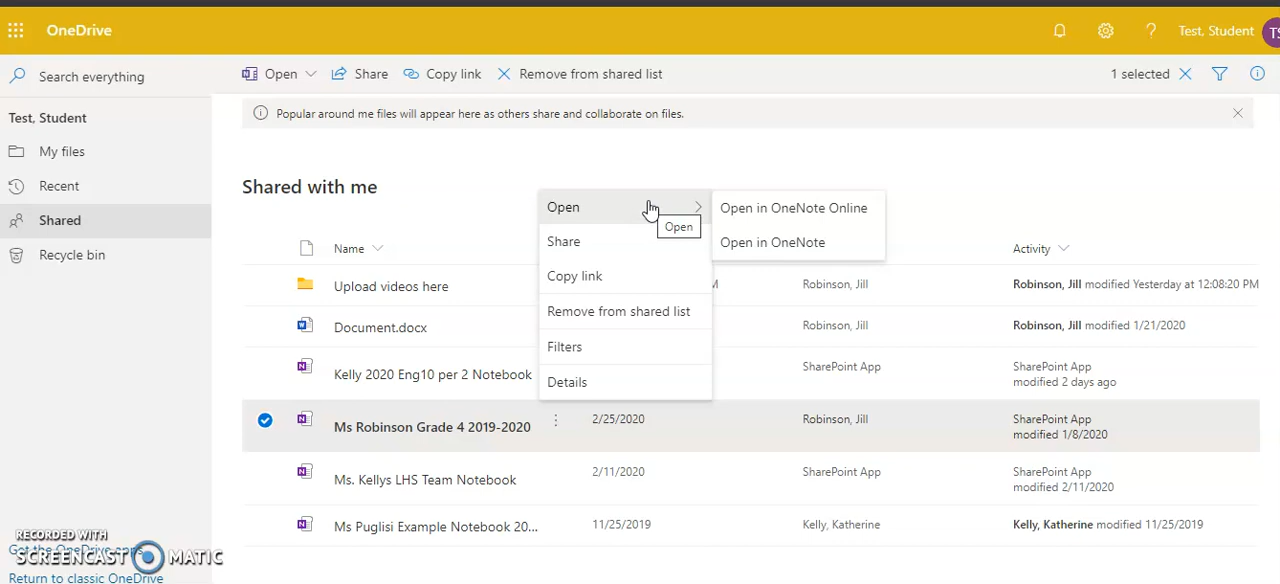 OneDrive
Test, Student
TS
Search everything
Open
Share
Copy link
Remove from shared list
1 selected
Test, Student
My files
Recent
Shared
Recycle bin
Popular around me files will appear here as others share and collaborate on files.
Shared with me
Open
Open
Share
Copy link
Remove from shared list
Filters
Details
Open in OneNote Online
Open in OneNote
Name
Activity
Upload videos here
M
Robinson, Jill
Robinson, Jill modified Yesterday at 12:08:20 PM
Document.docx
Robinson, Jill
Robinson, Jill modified 1/21/2020
Kelly 2020 Eng10 per 2 Notebook
SharePoint App
SharePoint App
modified 2 days ago
Ms Robinson Grade 4 2019-2020
2/25/2020
Robinson, Jill
SharePoint App
modified 1/8/2020
Ms. Kellys LHS Team Notebook
2/11/2020
SharePoint App
SharePoint App
modified 2/11/2020
Ms Puglisi Example Notebook 20...
11/25/2019
Kelly, Katherine
Kelly, Katherine modified 11/25/2019
RECORDED WITH
SCREENCAST MATIC
Get the OneDrive apps
Return to classic OneDrive